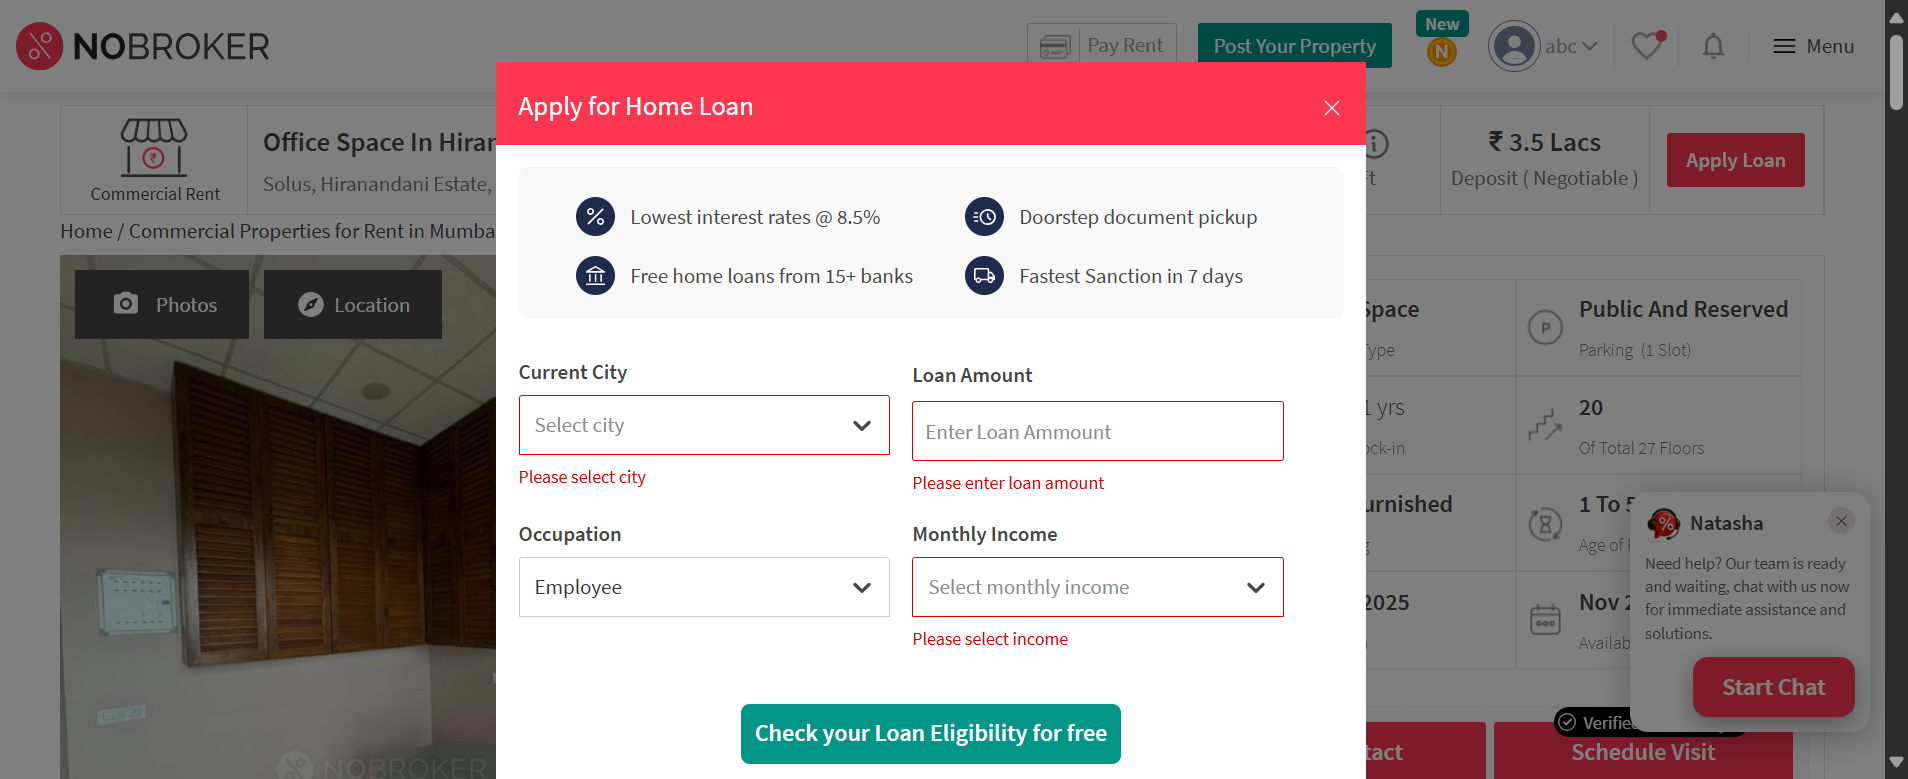 NOBROKER
Pay Rent
Post Your Property
New
N
abc
Menu
Apply for Home Loan
Commercial Rent
Office Space In Hiran
Solus, Hiranandani Estate,
Ft
₹ 3.5 Lacs
Deposit ( Negotiable )
Apply Loan
Home / Commercial Properties for Rent in Mumba
Photos
Location
Lowest interest rates @ 8.5%
Doorstep document pickup
Free home loans from 15+ banks
Fastest Sanction in 7 days
Current City
Select city
Please select city
Loan Amount
Enter Loan Ammount
Please enter loan amount
Occupation
Employee
Monthly Income
Select monthly income
Please select income
Check your Loan Eligibility for free
Space
Type
P
Public And Reserved
Parking (1 Slot)
1 yrs
ock-in
20
Of Total 27 Floors
urnished
g
1 To 5
Age of
2025
Nov 2
Availab
Natasha
Need help? Our team is ready
and waiting, chat with us now
for immediate assistance and
solutions.
Start Chat
Verifie
tact
Schedule Visit
NOBROKER